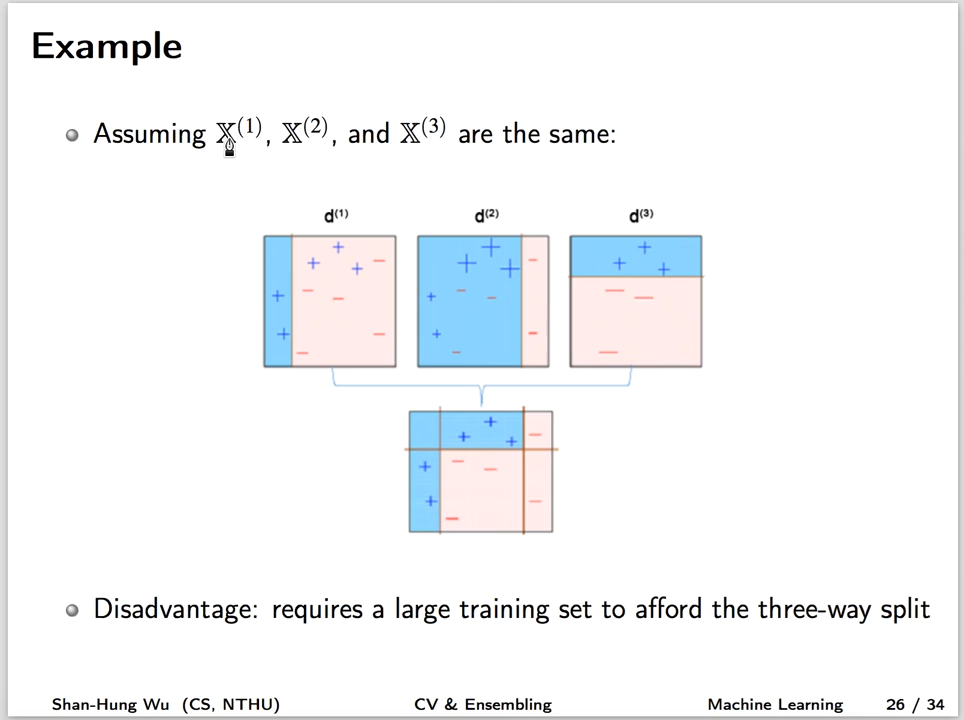 Example
Assuming 𝕏⁽¹⁾, 𝕏⁽²⁾, and 𝕏⁽³⁾ are the same:
d⁽¹⁾ d⁽²⁾ d⁽³⁾
Disadvantage: requires a large training set to afford the three-way split
Shan-Hung Wu (CS, NTHU) CV & Ensembling Machine Learning 26 / 34